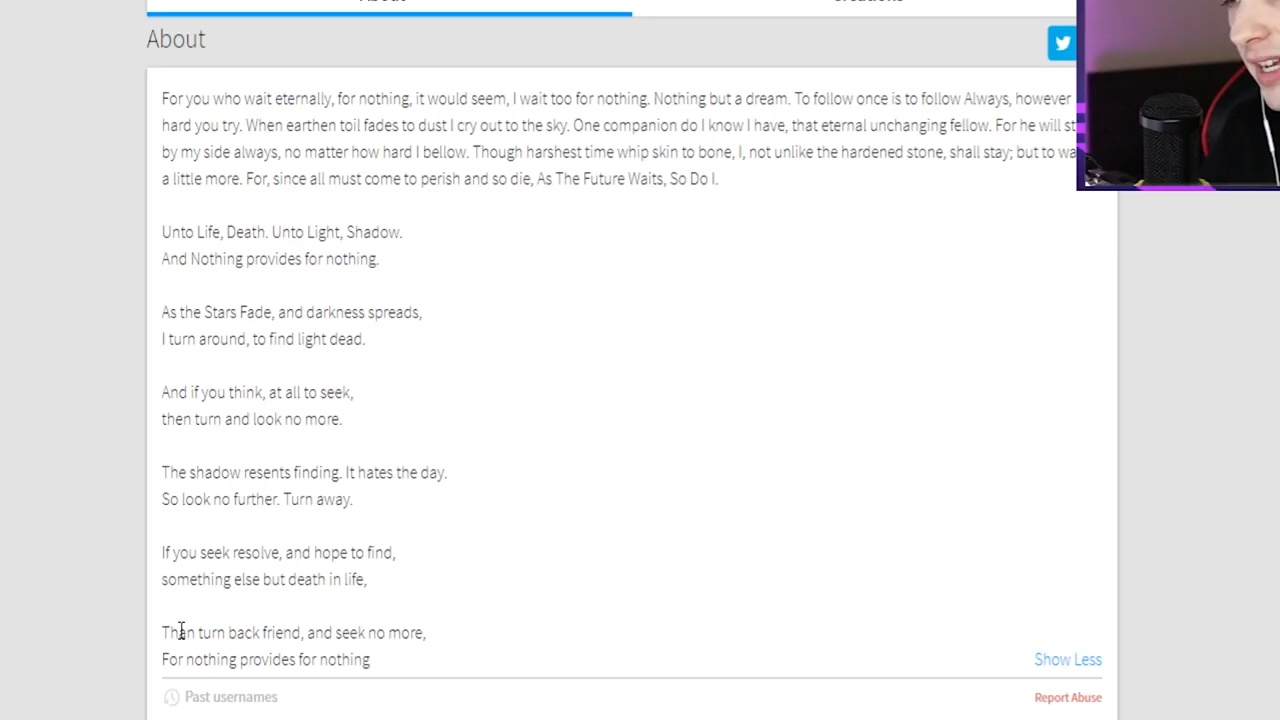 About
For you who wait eternally, for nothing, it would seem, I wait too for nothing. Nothing but a dream. To follow once is to follow Always, however
hard you try. When earthen toil fades to dust I cry out to the sky. One companion do I know I have, that eternal unchanging fellow. For he will
by my side always, no matter how hard I bellow. Though harshest time whip skin to bone, I, not unlike the hardened stone, shall stay; but to
a little more. For, since all must come to perish and so die, As The Future Waits, So Do I.
Unto Life, Death. Unto Light, Shadow.
And Nothing provides for nothing.
As the Stars Fade, and darkness spreads,
I turn around, to find light dead.
And if you think, at all to seek,
then turn and look no more.
The shadow resents finding. It hates the day.
So look no further. Turn away.
If you seek resolve, and hope to find,
something else but death in life,
turn back friend, and seek no more,
For nothing provides for nothing
Show Less
Past usernames
Report Abuse